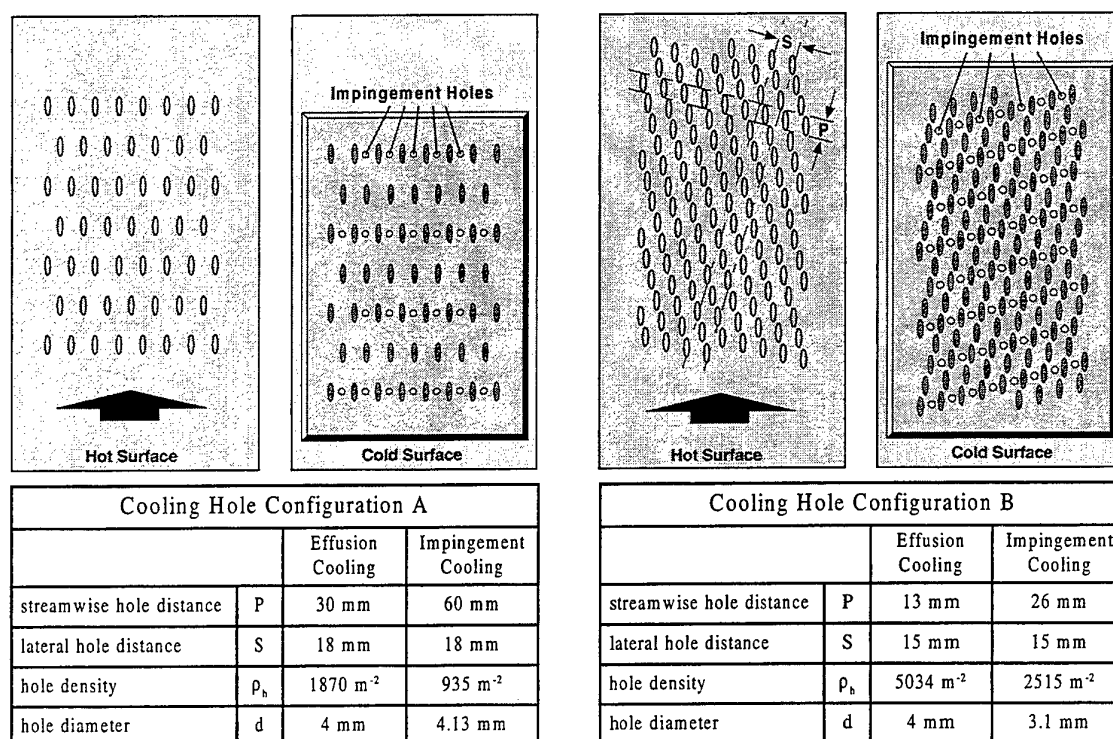 Impingement Holes
Hot Surface
Cold Surface
Cooling Hole Configuration A
Effusion Cooling
Impingement Cooling
streamwise hole distance P 30 mm 60 mm
lateral hole distance S 18 mm 18 mm
hole density ρh 1870 m-2 935 m-2
hole diameter d 4 mm 4.13 mm
S
P
Impingement Holes
Hot Surface
Cold Surface
Cooling Hole Configuration B
Effusion Cooling
Impingement Cooling
streamwise hole distance P 13 mm 26 mm
lateral hole distance S 15 mm 15 mm
hole density ρh 5034 m-2 2515 m-2
hole diameter d 4 mm 3.1 mm